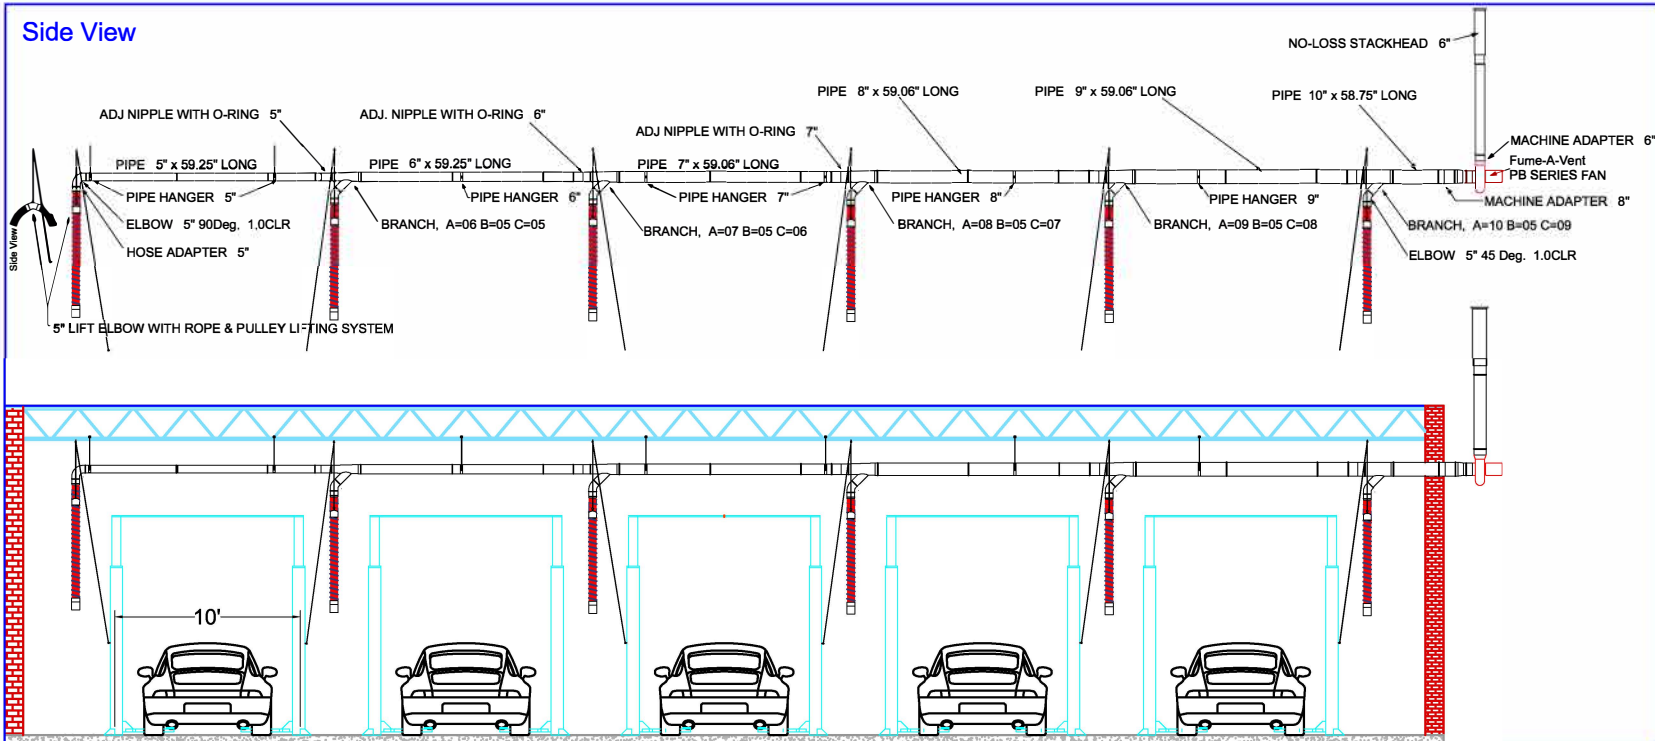 Side View
NO-LOSS STACKHEAD 6"
PIPE 8" x 59.06" LONG
PIPE 9" x 59.06" LONG
PIPE 10" x 58.75" LONG
ADJ NIPPLE WITH O-RING 5"
ADJ. NIPPLE WITH O-RING 6"
ADJ NIPPLE WITH O-RING 7"
MACHINE ADAPTER 6"
PIPE 5" x 59.25" LONG
PIPE 6" x 59.25" LONG
PIPE 7" x 59.06" LONG
Fume-A-Vent
PB SERIES FAN
PIPE HANGER 5"
PIPE HANGER 6"
PIPE HANGER 7"
PIPE HANGER 8"
PIPE HANGER 9"
MACHINE ADAPTER 8"
ELBOW 5" 90Deg, 1.0CLR
BRANCH, A=06 B=05 C=05
BRANCH, A=07 B=05 C=06
BRANCH, A=08 B=05 C=07
BRANCH, A=09 B=05 C=08
BRANCH, A=10 B=05 C=09
HOSE ADAPTER 5"
ELBOW 5" 45 Deg. 1.0CLR
Side View
5" LIFT ELBOW WITH ROPE & PULLEY LIFTING SYSTEM
10'